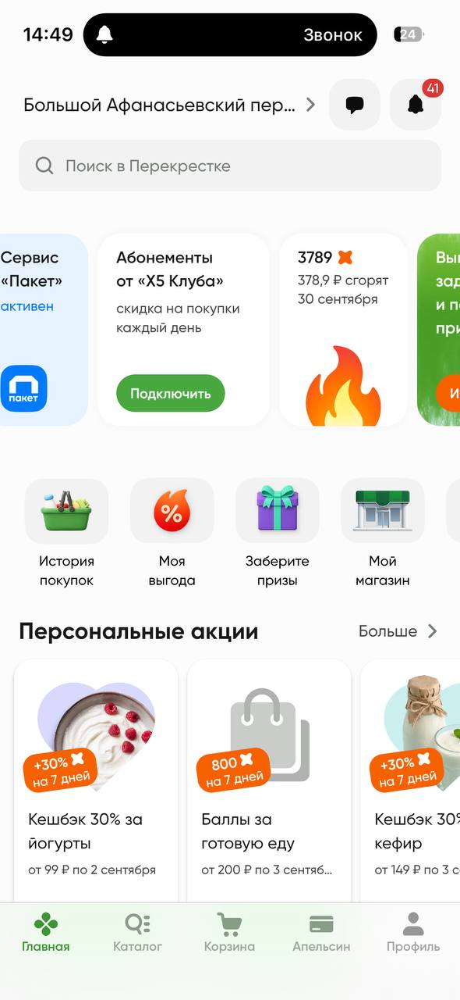 14:49
Звонок
24
Большой Афанасьевский пер...
41
Поиск в Перекрестке
Сервис
«Пакет»
активен
пакет
Абонементы
от «X5 Клуба»
скидка на покупки
каждый день
Подключить
3789
378,9 ₽ сгорят
30 сентября
История
покупок
%
Моя
выгода
Заберите
призы
Мой
магазин
Персональные акции
Больше
+30%
на 7 дней
Кешбэк 30% за
йогурты
от 99 ₽ по 2 сентября
800
на 7 дней
Баллы за
готовую еду
от 200 ₽ по 3 сентяб...
+30%
на 7 дней
Кешбэк 30%
кефир
от 149 ₽ по 3 с
Главная
Каталог
Корзина
Апельсин
Профиль